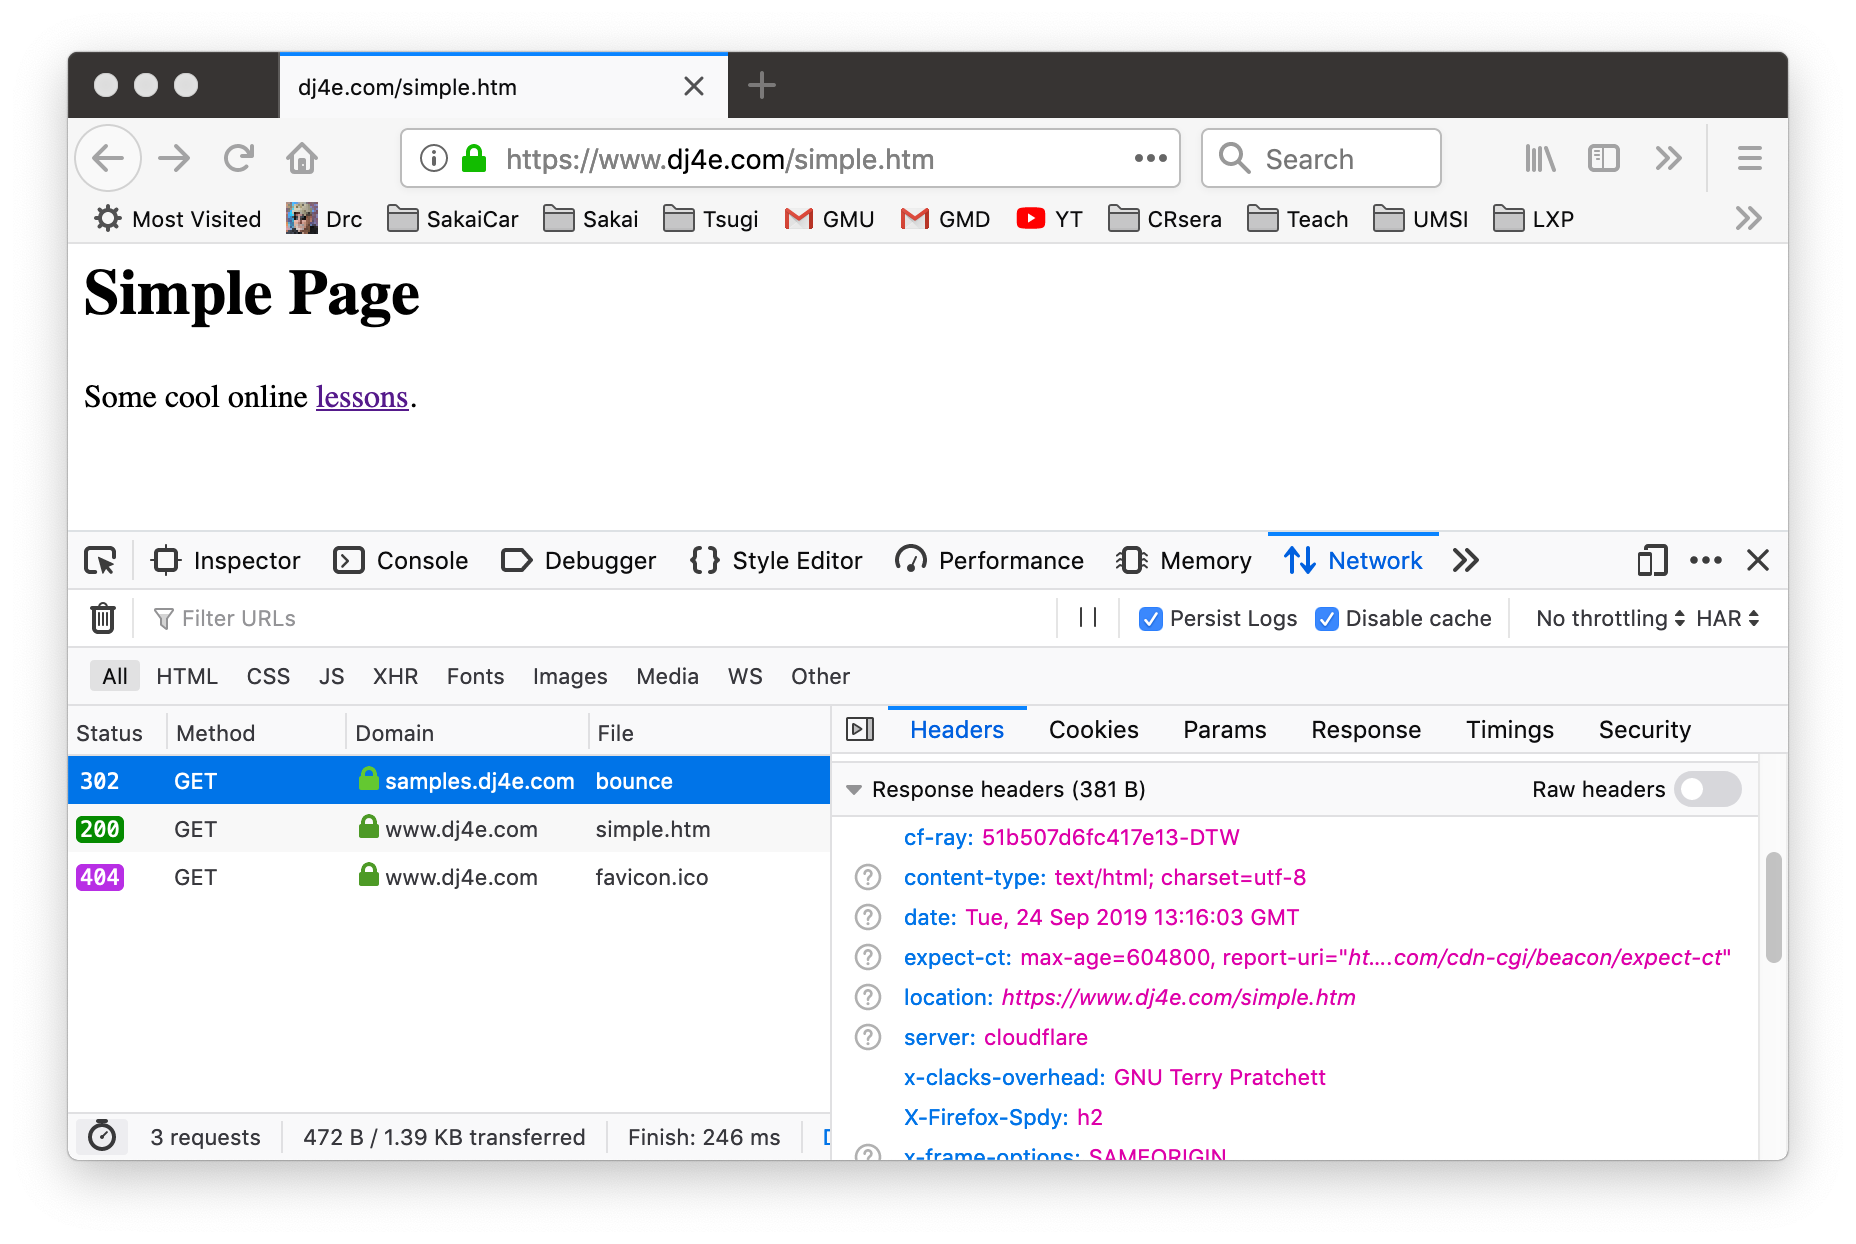 dj4e.com/simple.htm
https://www.dj4e.com/simple.htm
Search
Most Visited Drc SakaiCar Sakai Tsugi GMU GMD YT CRsera Teach UMSI LXP
Simple Page
Some cool online lessons.
Inspector Console Debugger Style Editor Performance Memory Network
Filter URLs Persist Logs Disable cache No throttling HAR
All HTML CSS JS XHR Fonts Images Media WS Other
Status Method Domain File
302 GET samples.dj4e.com bounce
200 GET www.dj4e.com simple.htm
404 GET www.dj4e.com favicon.ico
3 requests 472 B / 1.39 KB transferred Finish: 246 ms
Headers Cookies Params Response Timings Security
Response headers (381 B) Raw headers
cf-ray: 51b507d6fc417e13-DTW
content-type: text/html; charset=utf-8
date: Tue, 24 Sep 2019 13:16:03 GMT
expect-ct: max-age=604800, report-uri="ht….com/cdn-cgi/beacon/expect-ct"
location: https://www.dj4e.com/simple.htm
server: cloudflare
x-clacks-overhead: GNU Terry Pratchett
X-Firefox-Spdy: h2
x-frame-options: SAMEORIGIN